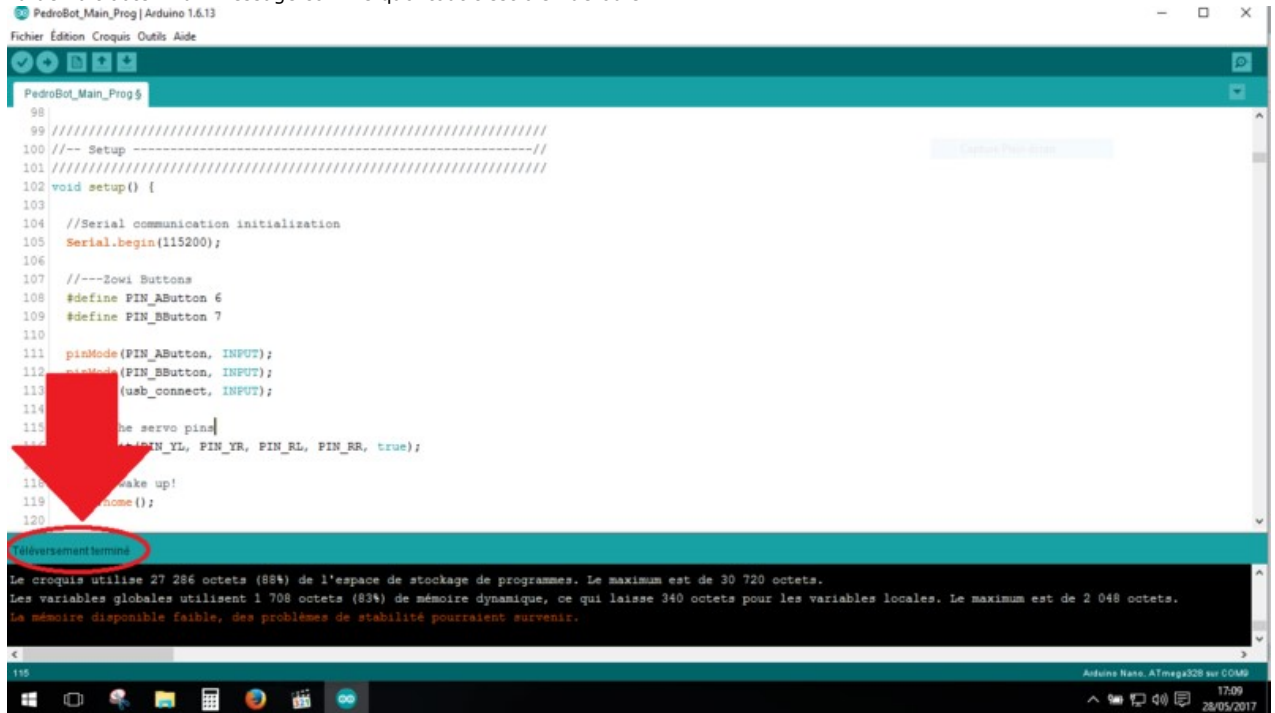 PedroBot_Main_Prog | Arduino 1.6.13
Fichier Édition Croquis Outils Aide
PedroBot_Main_Prog §
98
99 ////////////////////////////////////////////////////////////////////
100 //-- Setup ------------------------------------------------------//
101 ////////////////////////////////////////////////////////////////////
102 void setup() {
103
104 //Serial communication initialization
105 Serial.begin(115200);
106
107 //---Zowi Buttons
108 #define PIN_AButton 6
109 #define PIN_BButton 7
110
111 pinMode(PIN_AButton, INPUT);
112 pinMode(PIN_BButton, INPUT);
113 (usb_connect, INPUT);
114
115 he servo pins
(PIN_YL, PIN_YR, PIN_RL, PIN_RR, true);
118 wake up!
119 home();
120
Téléversement terminé
Le croquis utilise 27 286 octets (88%) de l'espace de stockage de programmes. Le maximum est de 30 720 octets.
Les variables globales utilisent 1 708 octets (83%) de mémoire dynamique, ce qui laisse 340 octets pour les variables locales. Le maximum est de 2 048 octets.
La mémoire disponible faible, des problèmes de stabilité pourraient survenir.
115
Arduino Nano, ATmega328 sur COM9
17:09
28/05/2017